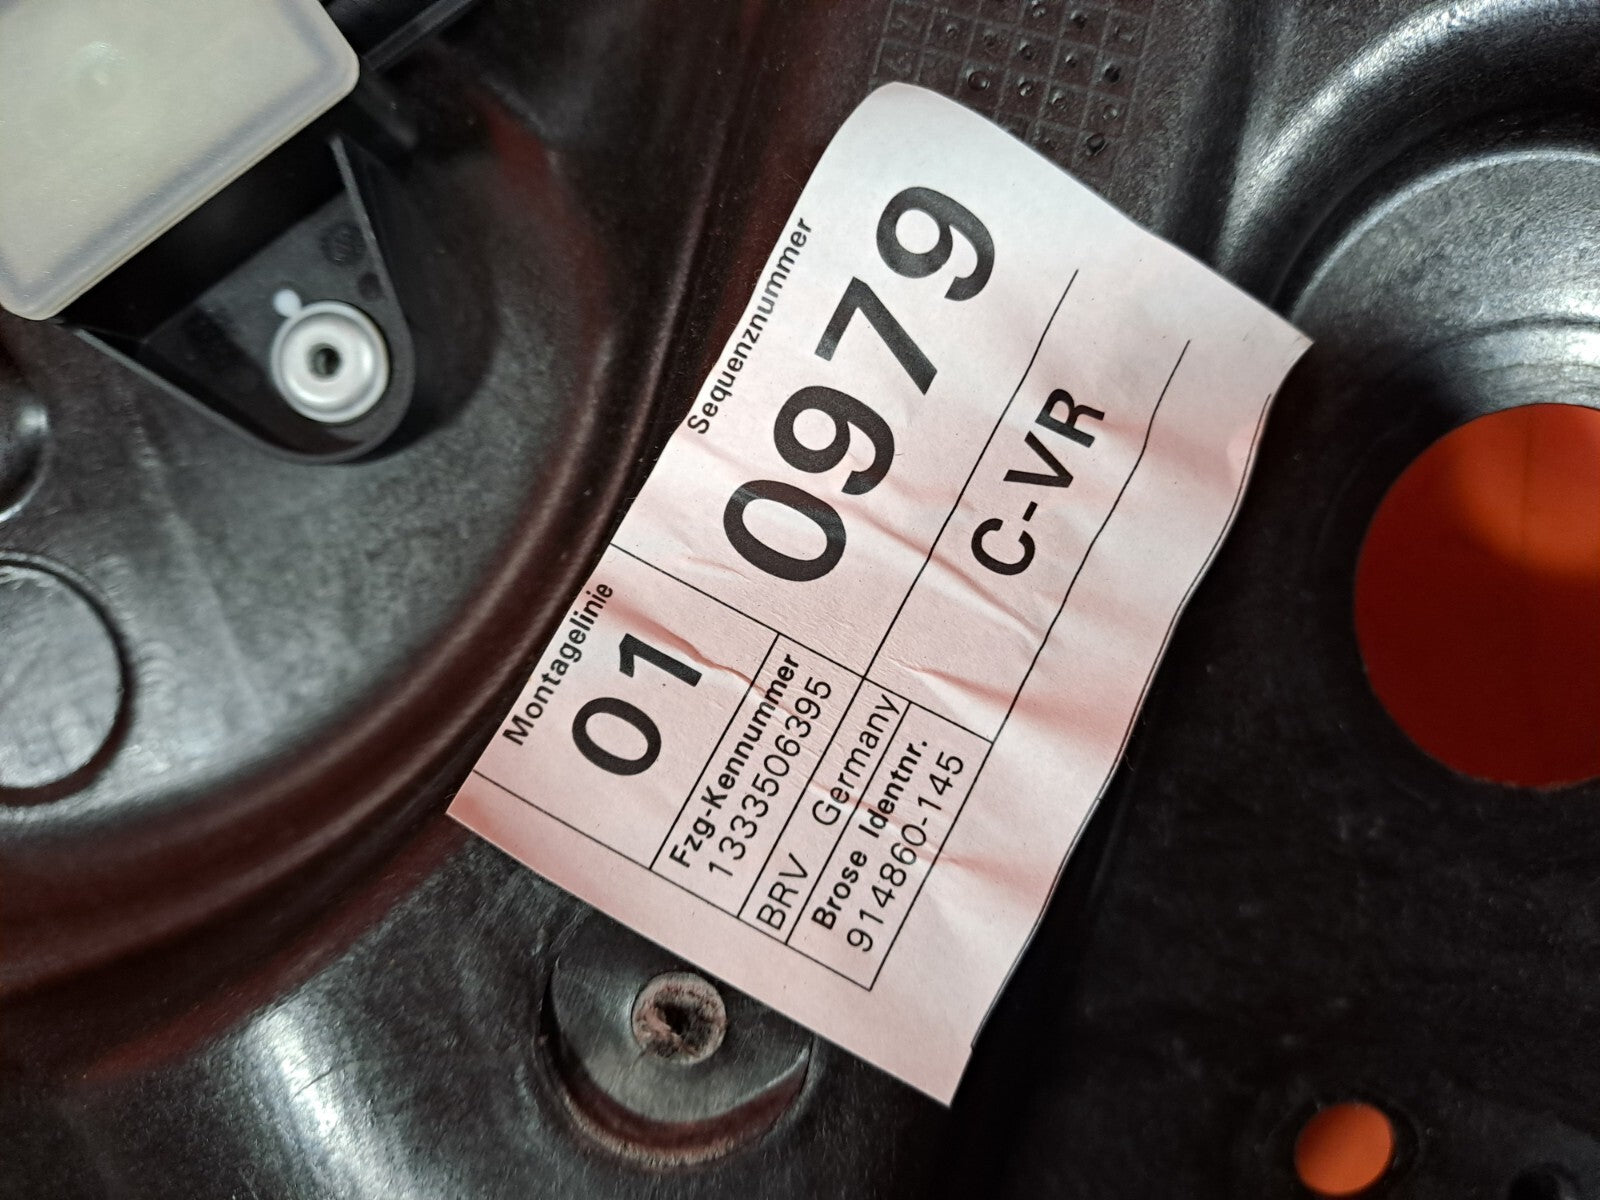 Montagelinie
01
Sequenznummer
0979
Fzg-Kennummer
1333506395
BRV Germany
Brose Identnr.
914860-145
C-VR